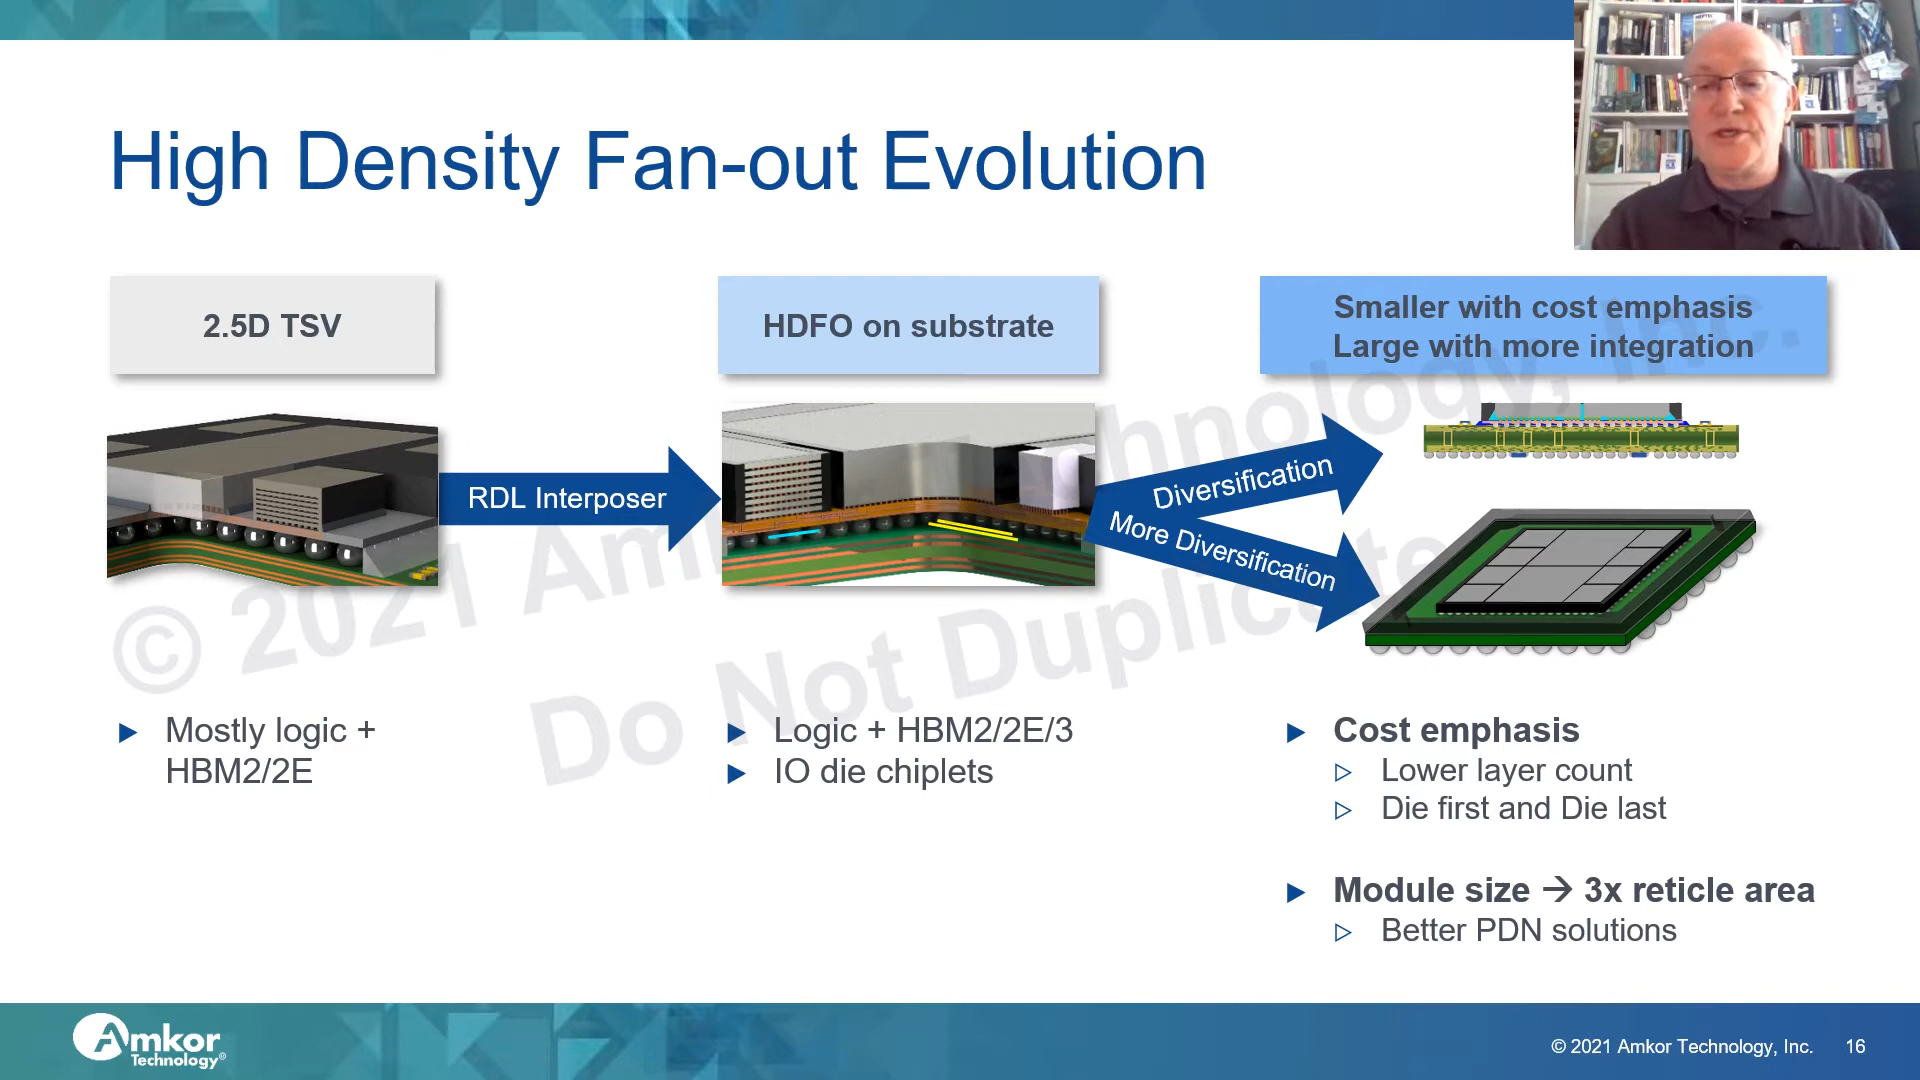 High Density Fan-out Evolution
2.5D TSV
HDFO on substrate
Smaller with cost emphasis
Large with more integration
RDL Interposer
Diversification
More Diversification
© 2021 Amkor Technology, Inc.
Do Not Duplicate
▶ Mostly logic +
HBM2/2E
▶ Logic + HBM2/2E/3
▶ IO die chiplets
▶ Cost emphasis
▷ Lower layer count
▷ Die first and Die last
▶ Module size → 3x reticle area
▷ Better PDN solutions
Amkor
Technology®
© 2021 Amkor Technology, Inc. 16